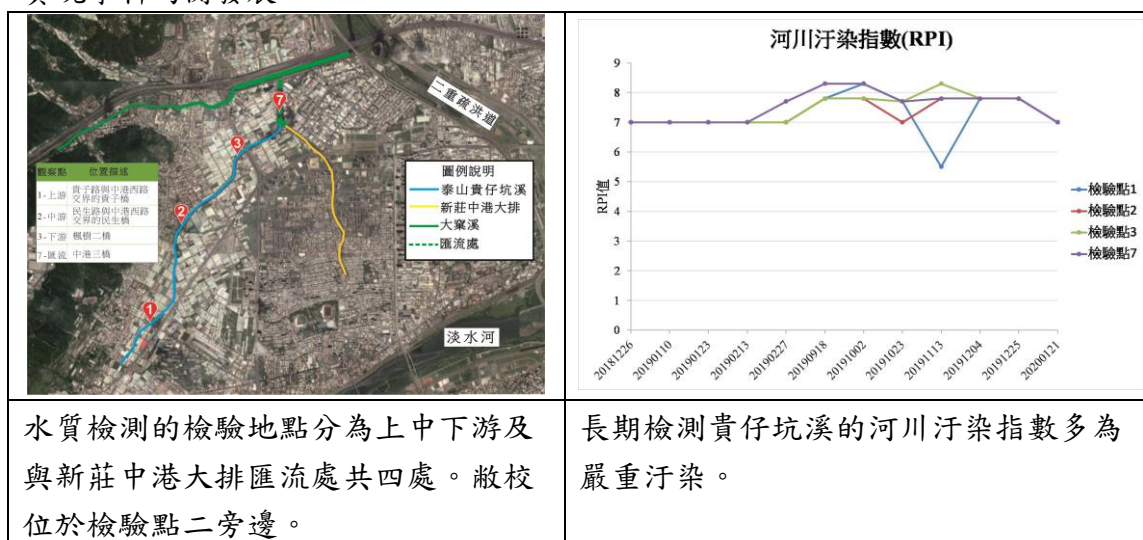 二重疏洪道
7
3
2
1
觀察點 位置描述
1-上游 貴子路與中港西路
交界的貴子橋
2-中游 民生路與中港西路
交界的民生橋
3-下游 楓樹二橋
7-匯流 中港三橋
圖例說明
泰山貴仔坑溪
新莊中港大排
大窠溪
匯流處
淡水河
河川汙染指數(RPI)
RPI值
9
8
7
6
5
4
3
2
1
0
20181226
20190110
20190123
20190213
20190227
20190918
20191002
20191023
20191113
20191204
20191225
20200121
檢驗點1
檢驗點2
檢驗點3
檢驗點7
水質檢測的檢驗地點分為上中下游及
與新莊中港大排匯流處共四處。敝校
位於檢驗點二旁邊。
長期檢測貴仔坑溪的河川汙染指數多為
嚴重汙染。